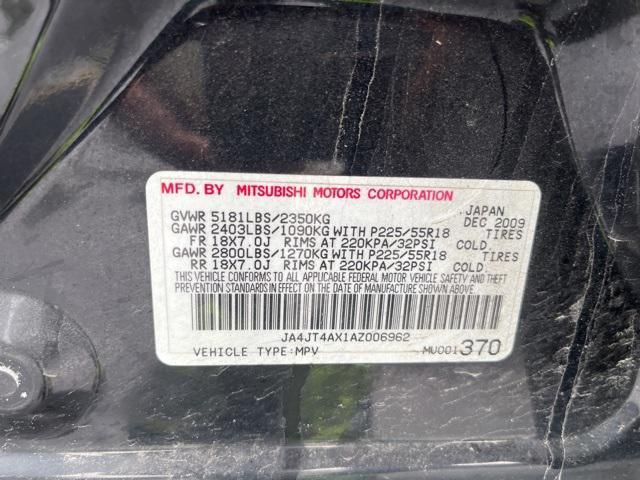 MFD. BY MITSUBISHI MOTORS CORPORATION
JAPAN
GVWR 5181LBS/2350KG DEC 2009
GAWR 2403LBS/1090KG WITH P225/55R18 TIRES
FR 18X7.0J RIMS AT 220KPA/32PSI COLD.
GAWR 2800LBS/1270KG WITH P225/55R18 TIRES
RR 18X7.0J RIMS AT 220KPA/32PSI COLD.
THIS VEHICLE CONFORMS TO ALL APPLICABLE FEDERAL MOTOR VEHICLE SAFETY AND THEFT
PREVENTION STANDARDS IN EFFECT ON THE DATE OF MANUFACTURE SHOWN ABOVE.
JA4JT4AX1AZ006962
VEHICLE TYPE:MPV MU001370